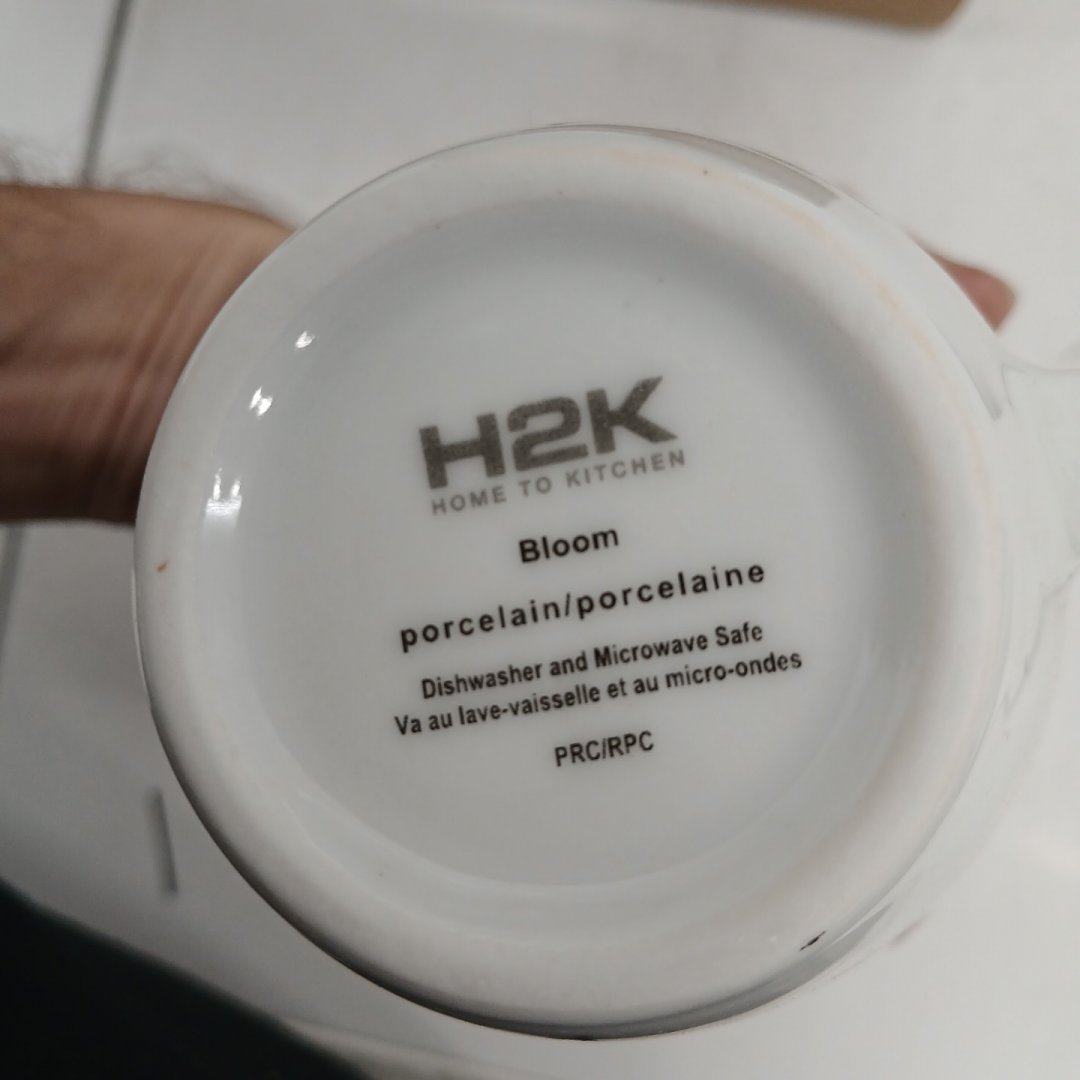 H2K
HOME TO KITCHEN
Bloom
porcelain/porcelaine
Dishwasher and Microwave Safe
Va au lave-vaisselle et au micro-ondes
PRC/RPC